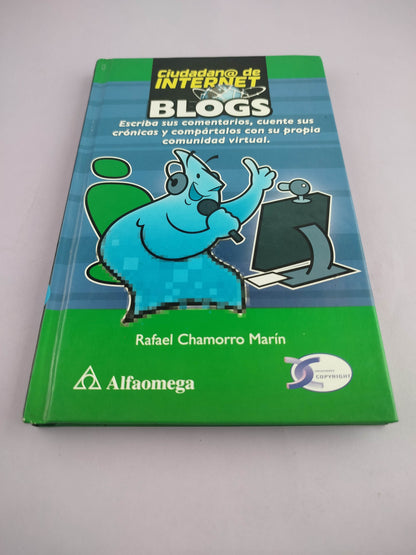 Ciudadan@ de
INTERNET
BLOGS
Escriba sus comentarios, cuente sus
crónicas y compártalos con su propia
comunidad virtual.
Rafael Chamorro Marín
Alfaomega
COPYRIGHT